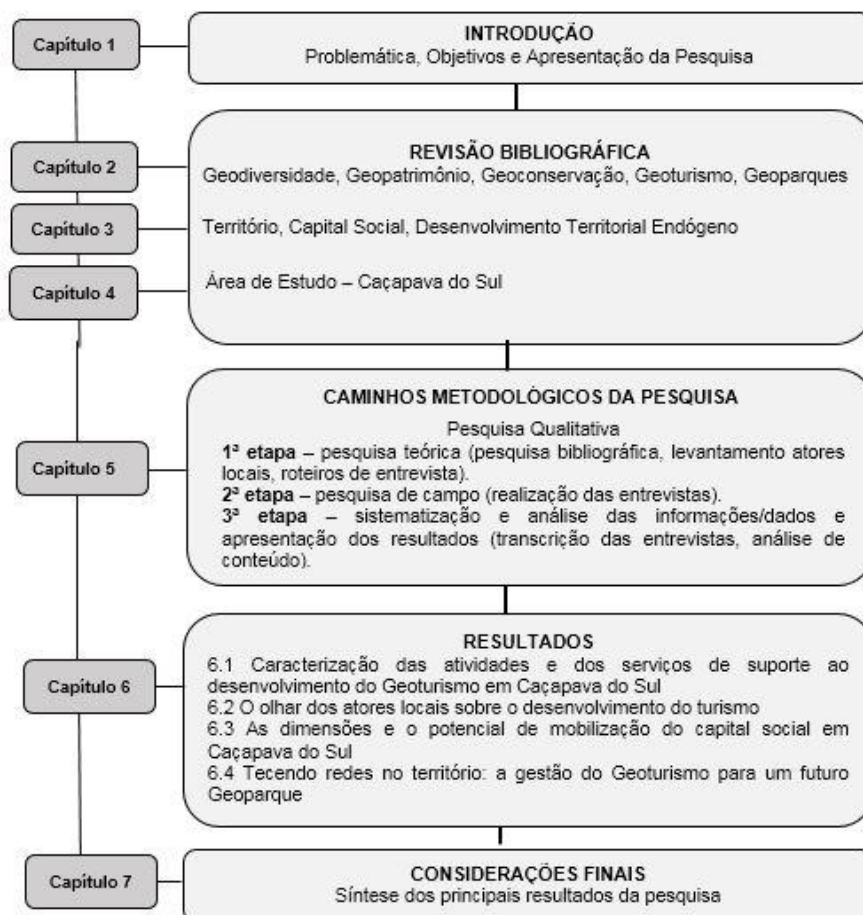 Capítulo 1
INTRODUÇÃO
Problemática, Objetivos e Apresentação da Pesquisa
REVISÃO BIBLIOGRÁFICA
Capítulo 2
Geodiversidade, Geopatrimônio, Geoconservação, Geoturismo, Geoparques
Capítulo 3
Território, Capital Social, Desenvolvimento Territorial Endógeno
Capítulo 4
Área de Estudo – Caçapava do Sul
CAMINHOS METODOLÓGICOS DA PESQUISA
Capítulo 5
Pesquisa Qualitativa
1ª etapa – pesquisa teórica (pesquisa bibliográfica, levantamento atores
locais, roteiros de entrevista).
2ª etapa – pesquisa de campo (realização das entrevistas).
3ª etapa – sistematização e análise das informações/dados e
apresentação dos resultados (transcrição das entrevistas, análise de
conteúdo).
Capítulo 6
RESULTADOS
6.1 Caracterização das atividades e dos serviços de suporte ao
desenvolvimento do Geoturismo em Caçapava do Sul
6.2 O olhar dos atores locais sobre o desenvolvimento do turismo
6.3 As dimensões e o potencial de mobilização do capital social em
Caçapava do Sul
6.4 Tecendo redes no território: a gestão do Geoturismo para um futuro
Geoparque
Capítulo 7
CONSIDERAÇÕES FINAIS
Síntese dos principais resultados da pesquisa